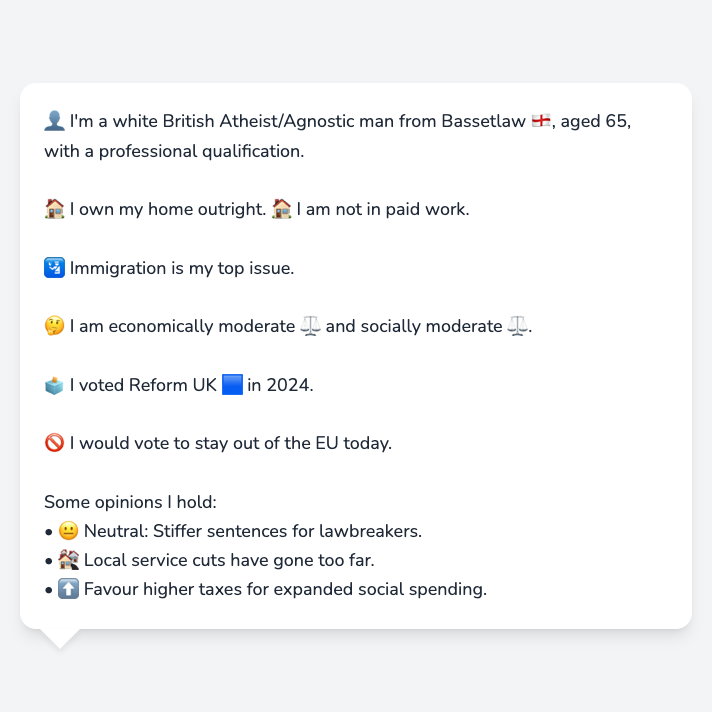 👤 I'm a white British Atheist/Agnostic man from Bassetlaw 🏴󠁧󠁢󠁥󠁮󠁧󠁿, aged 65,
with a professional qualification.
🏠 I own my home outright. 🏠 I am not in paid work.
🛂 Immigration is my top issue.
🤔 I am economically moderate ⚖️ and socially moderate ⚖️.
🗳️ I voted Reform UK 🟦 in 2024.
🚫 I would vote to stay out of the EU today.
Some opinions I hold:
• 😐 Neutral: Stiffer sentences for lawbreakers.
• 🏚️ Local service cuts have gone too far.
• ⬆️ Favour higher taxes for expanded social spending.